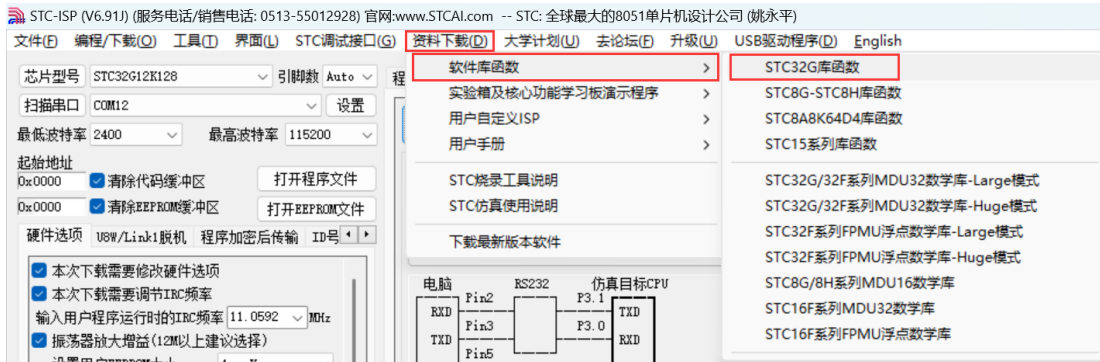 STC-ISP (V6.91J) (服务电话/销售电话: 0513-55012928) 官网:www.STCAI.com -- STC: 全球最大的8051单片机设计公司 (姚永平)
文件(F) 编程/下载(O) 工具(T) 界面(L) STC调试接口(G) 资料下载(D) 大学计划(U) 去论坛(F) 升级(U) USB驱动程序(D) English
芯片型号 STC32G12K128 引脚数 Auto 程
扫描串口 COM12 设置
最低波特率 2400 最高波特率 115200
起始地址
0x0000 清除代码缓冲区 打开程序文件
0x0000 清除EEPROM缓冲区 打开EEPROM文件
硬件选项 U8W/Link1脱机 程序加密后传输 ID号
本次下载需要修改硬件选项
本次下载需要调节IRC频率
输入用户程序运行时的IRC频率 11.0592 MHz
振荡器放大增益(12M以上建议选择)
软件库函数
实验箱及核心功能学习板演示程序
用户自定义ISP
用户手册
STC烧录工具说明
STC仿真使用说明
下载最新版本软件
STC32G库函数
STC8G-STC8H库函数
STC8A8K64D4库函数
STC15系列库函数
STC32G/32F系列MDU32数学库-Large模式
STC32G/32F系列MDU32数学库-Huge模式
STC32F系列FPMU浮点数学库-Large模式
STC32F系列FPMU浮点数学库-Huge模式
STC8G/8H系列MDU16数学库
STC16F系列MDU32数学库
STC16F系列FPMU浮点数学库
电脑 RS232 仿真目标CPU
RXD Pin2 P3.1 TXD
TXD Pin3 P3.0 RXD
Pin5